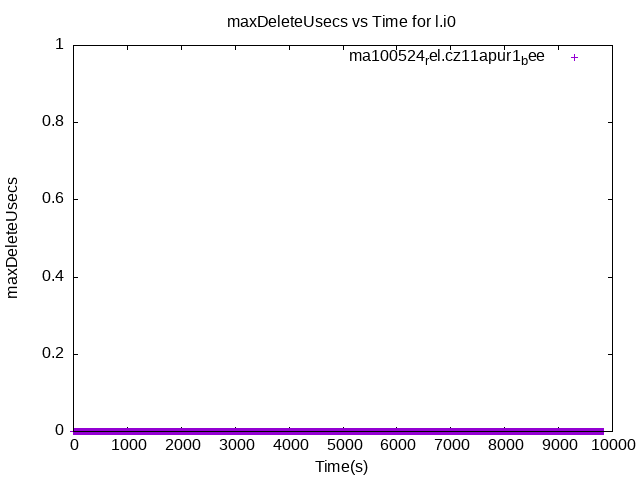 maxDeleteUsecs vs Time for l.i0
1
ma100524rel.cz11apur1bee
0.8
0.6
maxDeleteUsecs
0.4
0.2
0
0 1000 2000 3000 4000 5000 6000 7000 8000 9000 10000
Time(s)